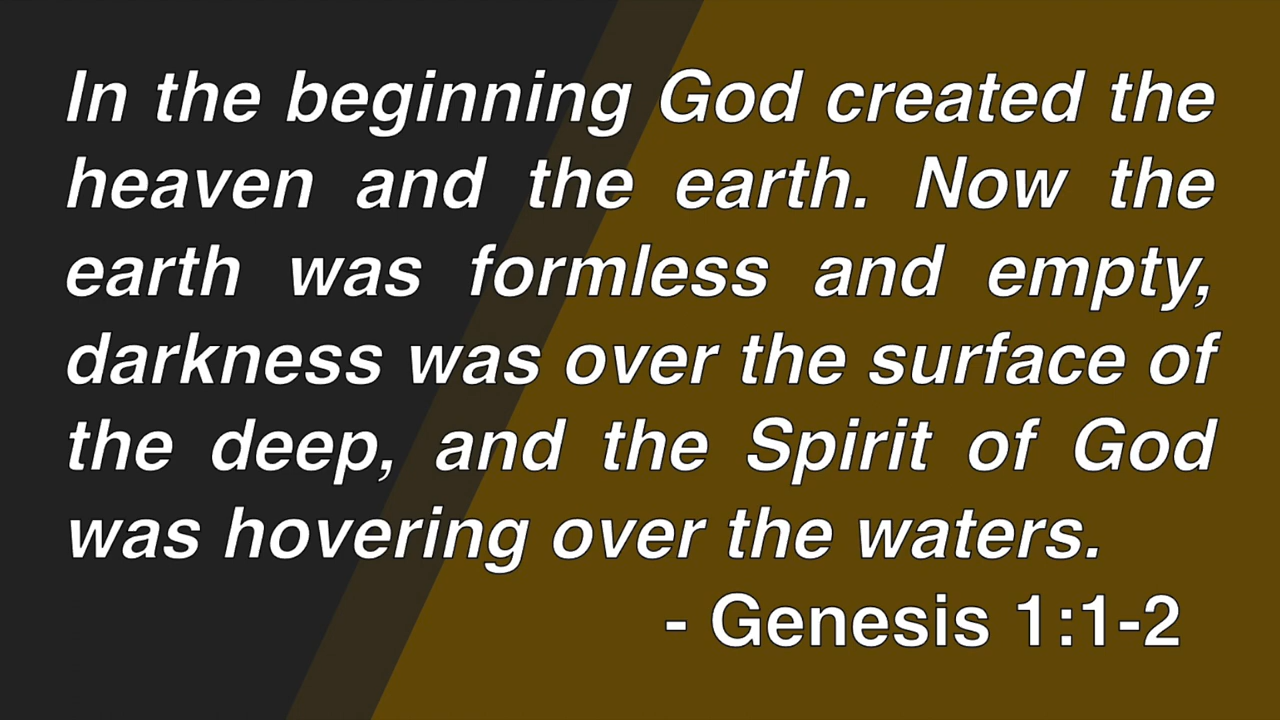 In the beginning God created the
heaven and the earth. Now the
earth was formless and empty,
darkness was over the surface of
the deep, and the Spirit of God
was hovering over the waters.
- Genesis 1:1-2